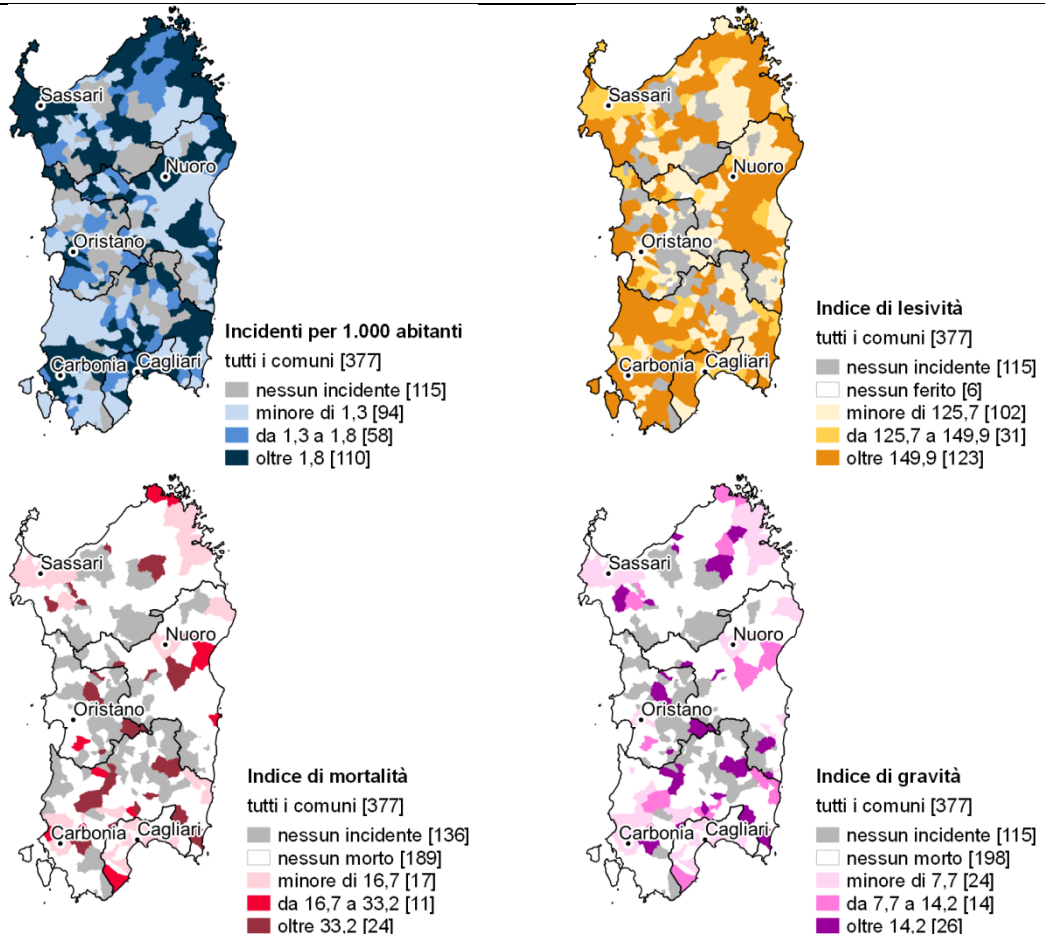 Sassari
Nuoro
Oristano
Carbonia
Cagliari
Incidenti per 1.000 abitanti
tutti i comuni [377]
nessun incidente [115]
minore di 1,3 [94]
da 1,3 a 1,8 [58]
oltre 1,8 [110]
Sassari
Nuoro
Oristano
Carbonia
Cagliari
Indice di lesività
tutti i comuni [377]
nessun incidente [115]
nessun ferito [6]
minore di 125,7 [102]
da 125,7 a 149,9 [31]
oltre 149,9 [123]
Sassari
Nuoro
Oristano
Carbonia
Cagliari
Indice di mortalità
tutti i comuni [377]
nessun incidente [136]
nessun morto [189]
minore di 16,7 [17]
da 16,7 a 33,2 [11]
oltre 33,2 [24]
Sassari
Nuoro
Oristano
Carbonia
Cagliari
Indice di gravità
tutti i comuni [377]
nessun incidente [115]
nessun morto [198]
minore di 7,7 [24]
da 7,7 a 14,2 [14]
oltre 14,2 [26]